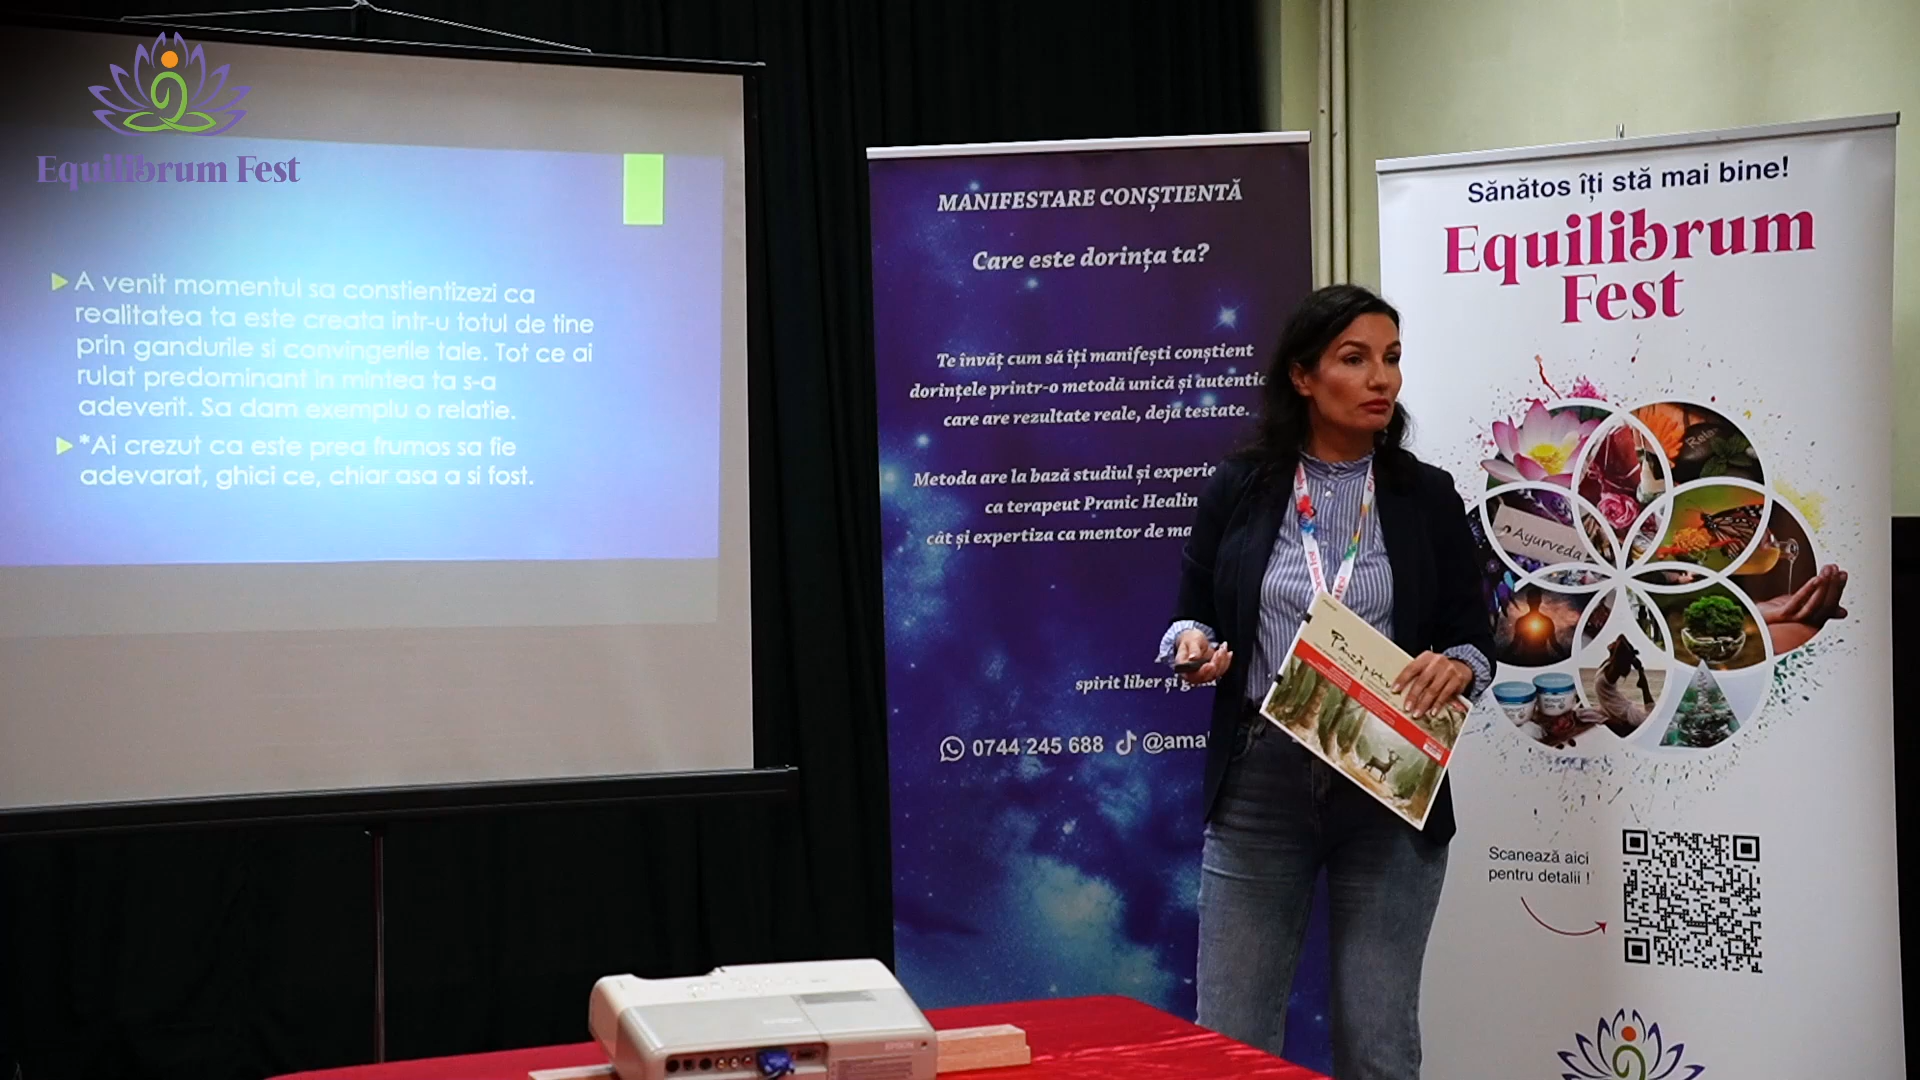 Equilibrum Fest
A venit momentul sa constientizezi ca
realitatea ta este creata intr-u totul de tine
prin gandurile si convingerile tale. Tot ce ai
rulat predominant in mintea ta s-a
adeverit. Sa dam exemplu o relatie.
*Ai crezut ca este prea frumos sa fie
adevarat, ghici ce, chiar asa a si fost.
MANIFESTARE CONȘTIENTĂ
Care este dorința ta?
Te învăț cum să îți manifești conștient
dorințele printr-o metodă unică și autentic
care are rezultate reale, deja testate.
Metoda are la bază studiul și experie
ca terapeut Pranic Healin
cât și expertiza ca mentor de ma
spirit liber și
0744 245 688 @ama
Sănătos îți stă mai bine!
Equilibrum
Fest
Relax
Ayurveda
Scanează aici
pentru detalii !
EPSON